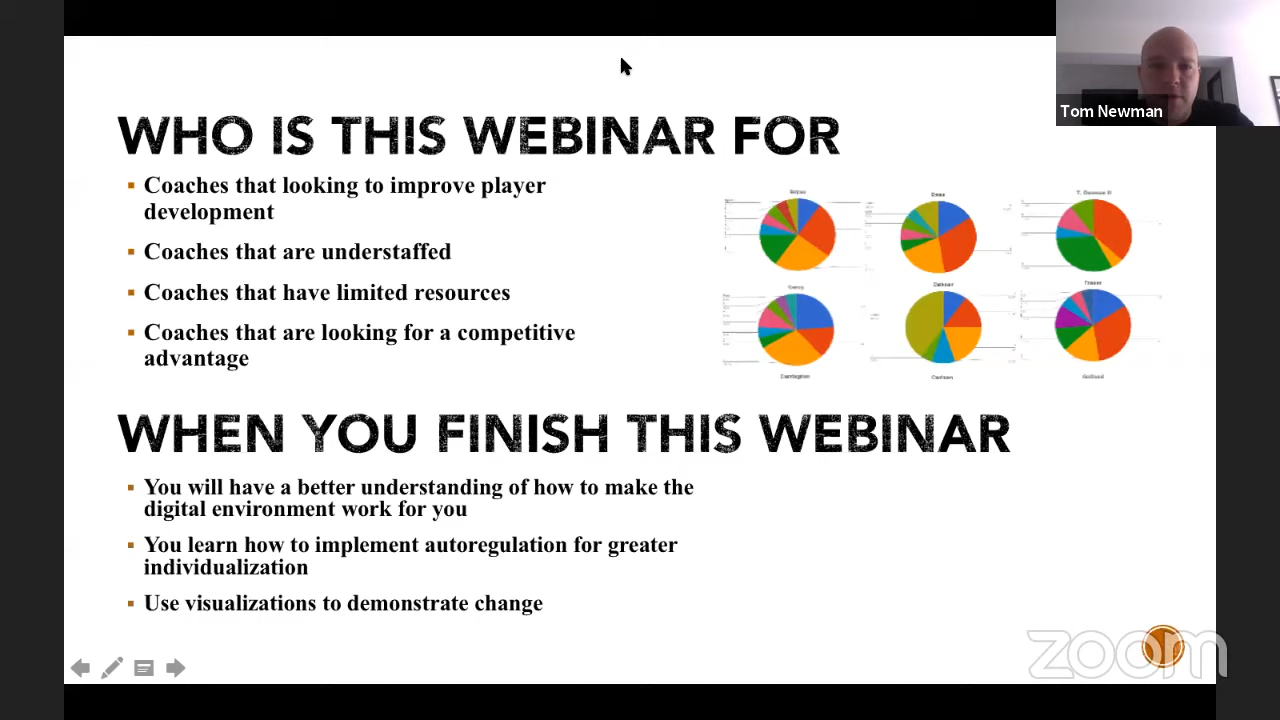 Tom Newman
WHO IS THIS WEBINAR FOR
Coaches that looking to improve player
development
Coaches that are understaffed
Coaches that have limited resources
Coaches that are looking for a competitive
advantage
WHEN YOU FINISH THIS WEBINAR
You will have a better understanding of how to make the
digital environment work for you
You learn how to implement autoregulation for greater
individualization
Use visualizations to demonstrate change
zoom